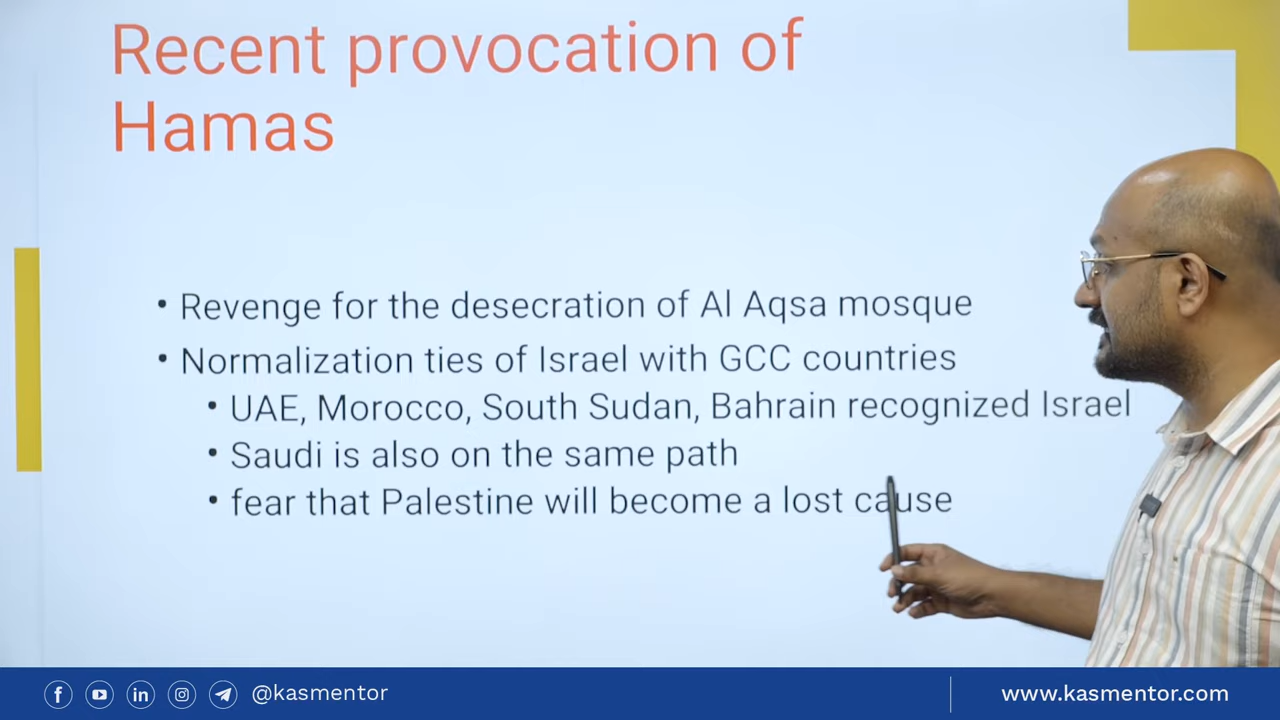 Recent provocation of
Hamas
• Revenge for the desecration of Al Aqsa mosque
• Normalization ties of Israel with GCC countries
• UAE, Morocco, South Sudan, Bahrain recognized Israel
• Saudi is also on the same path
• fear that Palestine will become a lost cause
@kasmentor
www.kasmentor.com